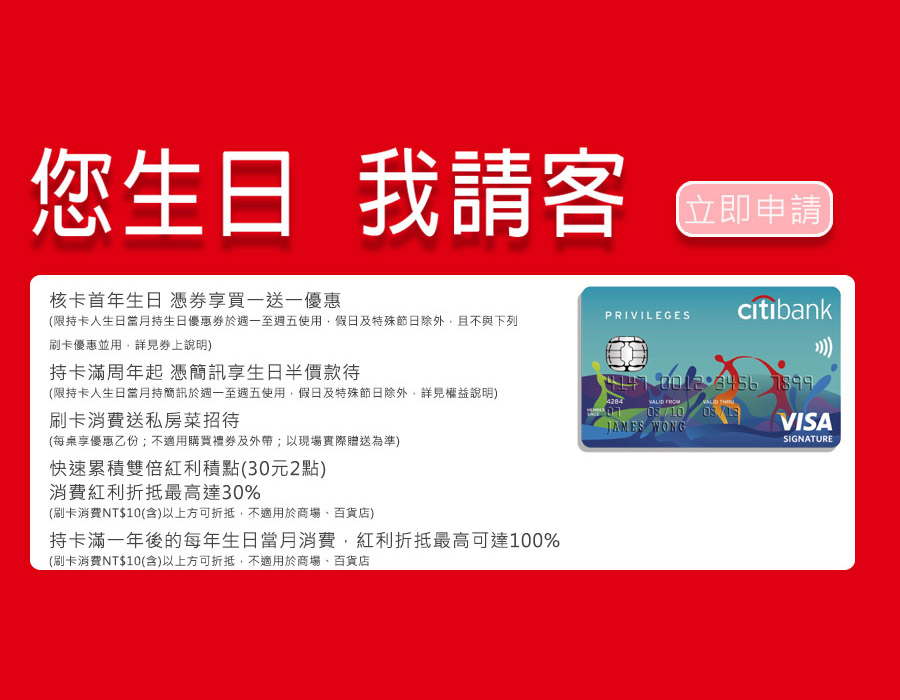 您生日 我請客
立即申請
核卡首年生日 憑券享買一送一優惠
(限持卡人生日當月持生日優惠券於週一至週五使用，假日及特殊節日除外，且不與下列
刷卡優惠並用，詳見券上說明)
持卡滿周年起 憑簡訊享生日半價款待
(限持卡人生日當月持簡訊於週一至週五使用，假日及特殊節日除外，詳見權益說明)
刷卡消費送私房菜招待
(每桌享優惠乙份；不適用購買禮券及外帶；以現場實際贈送為準)
快速累積雙倍紅利積點(30元2點)
消費紅利折抵最高達30%
(刷卡消費NT$10(含)以上方可折抵，不適用於商場、百貨店)
持卡滿一年後的每年生日當月消費，紅利折抵最高可達100%
(刷卡消費NT$10(含)以上方可折抵，不適用於商場、百貨店
PRIVILEGES
citibank
4147 0012 3456 7899
4284
VALID FROM
VALID THRU
MEMBER SINCE
07
03/10
03/13
JAMES WONG
VISA
SIGNATURE